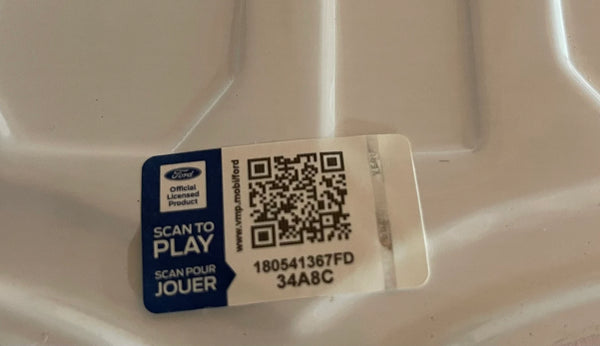 Ford
Official
Licensed
Product
SCAN TO
PLAY
SCAN POUR
JOUER
www.vmp.mobi/ford
180541367FD
34A8C